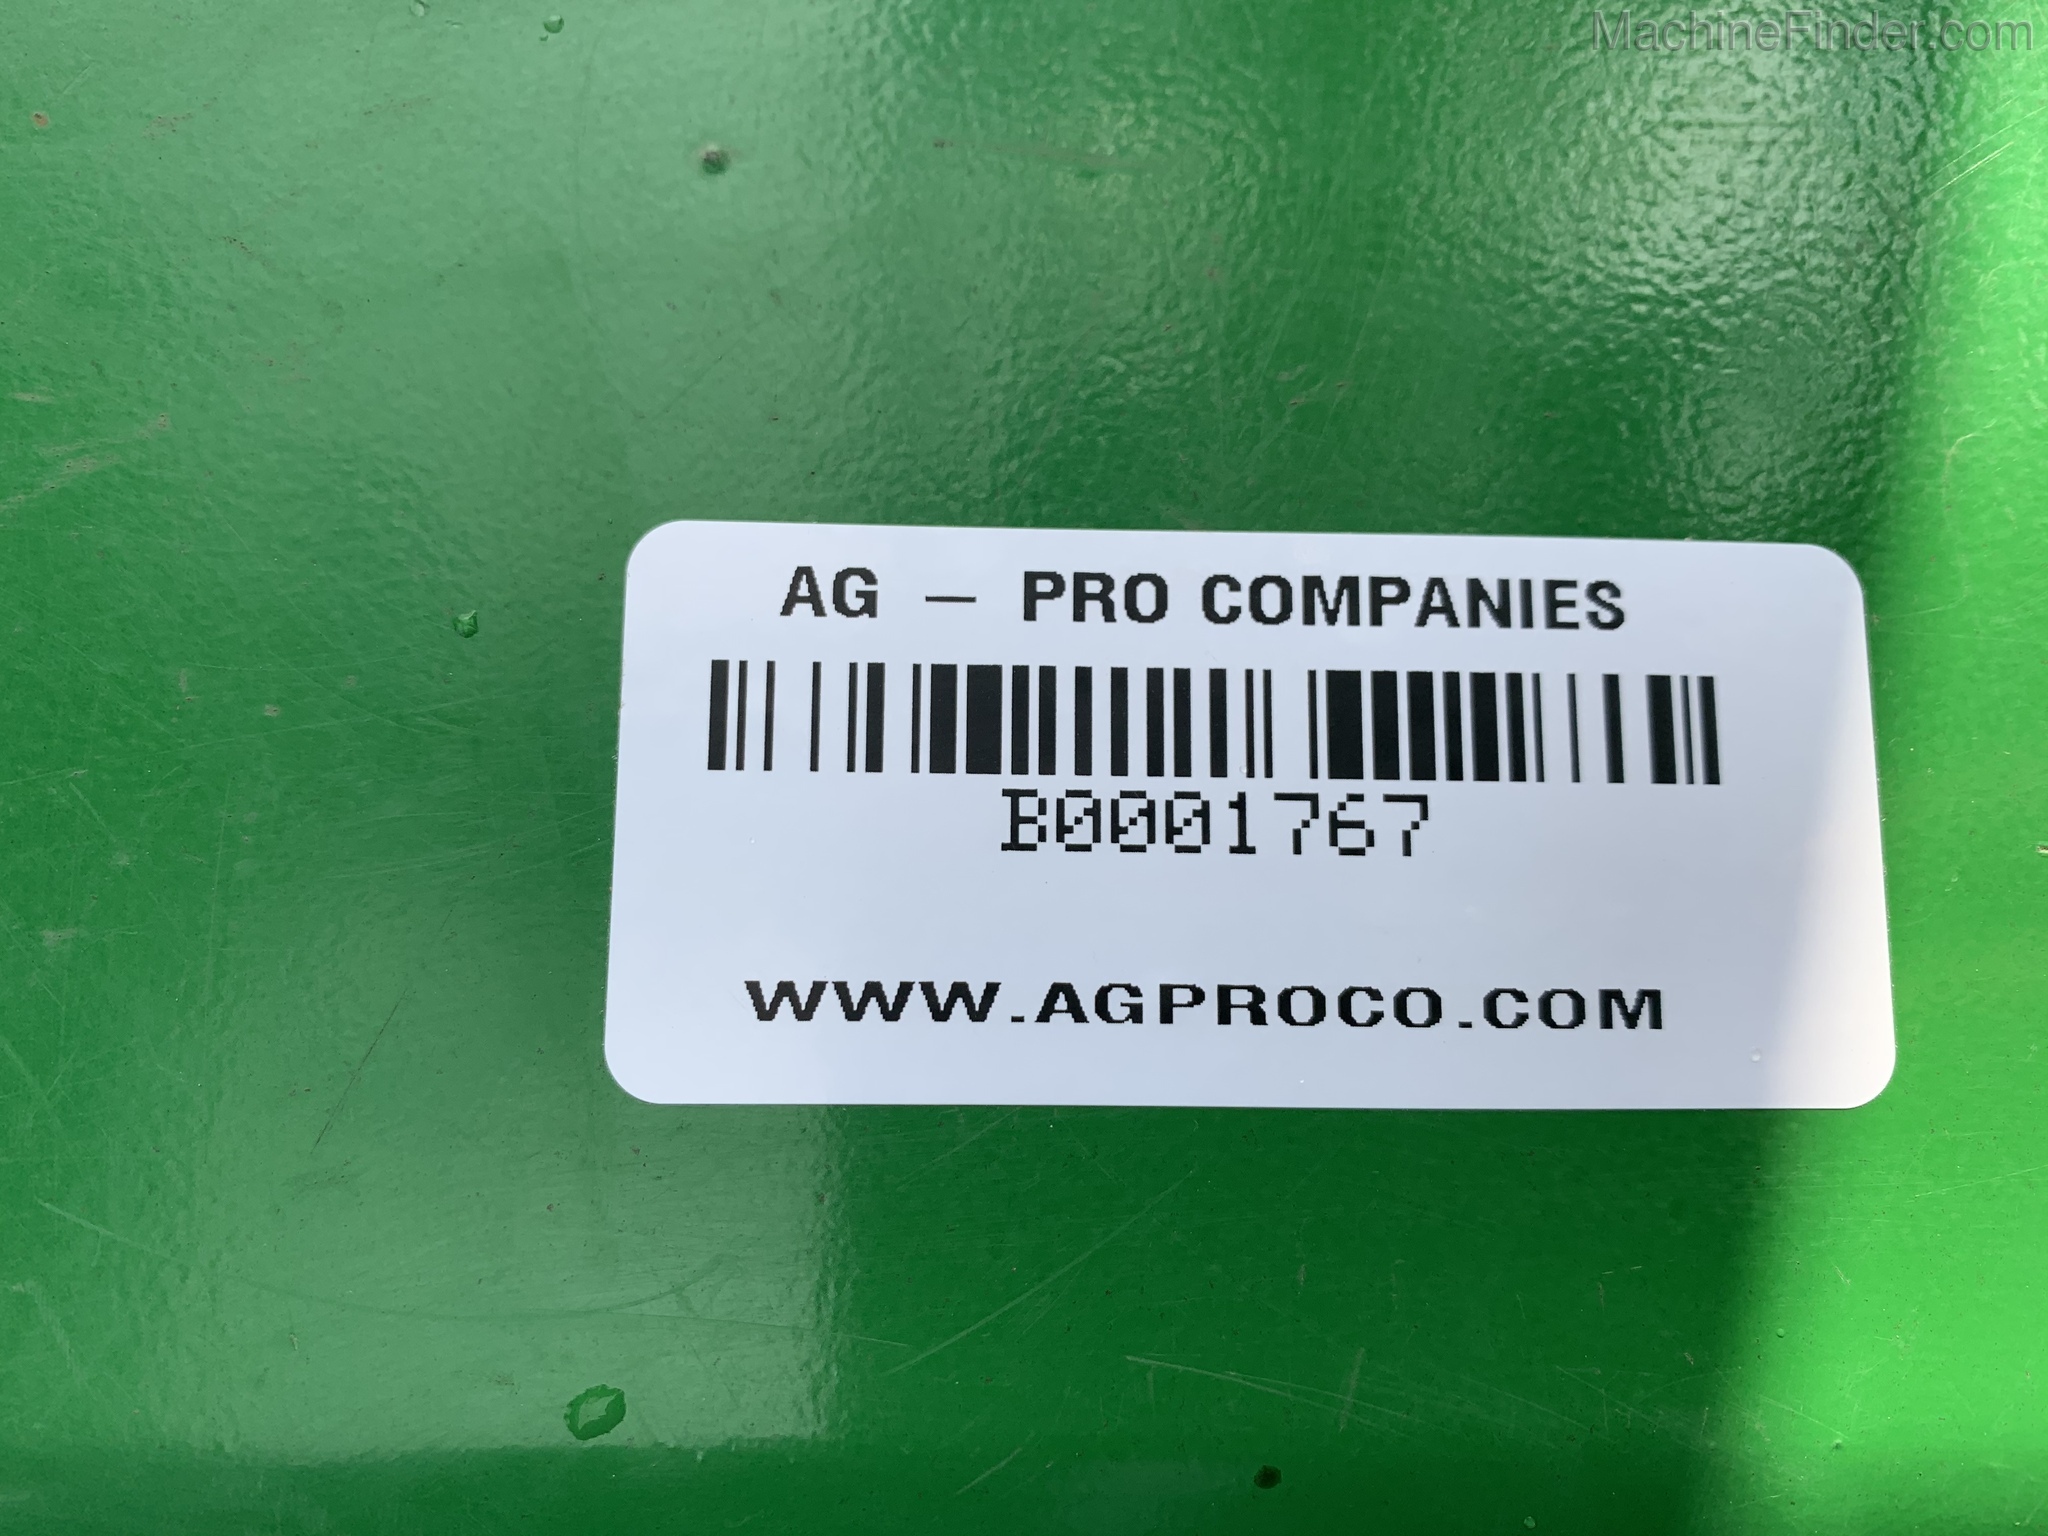 MachineFinder.com
AG - PRO COMPANIES
B0001767
WWW.AGPROCO.COM